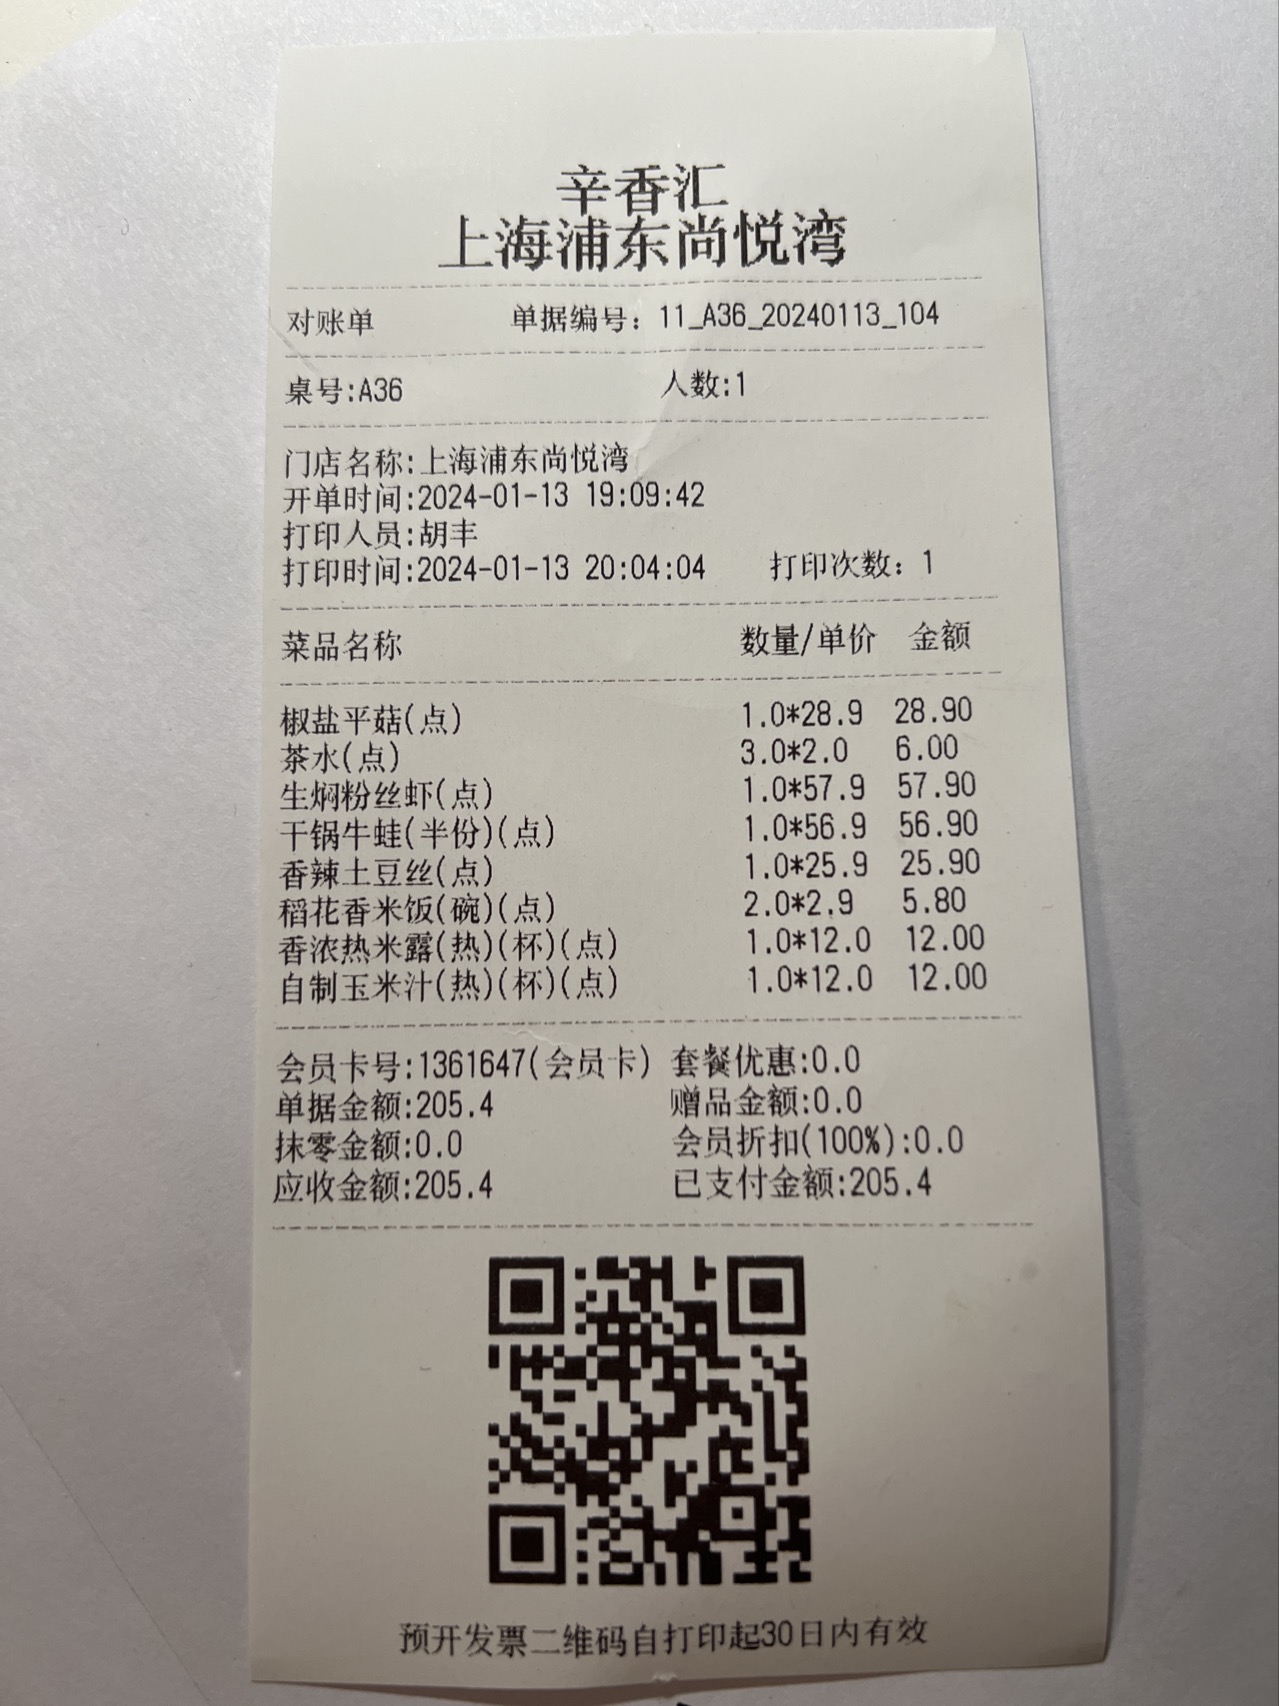 辛香汇
上海浦东尚悦湾
对账单 单据编号：11_A36_20240113_104
桌号:A36 人数:1
门店名称:上海浦东尚悦湾
开单时间:2024-01-13 19:09:42
打印人员:胡丰
打印时间:2024-01-13 20:04:04 打印次数：1
菜品名称 数量/单价 金额
椒盐平菇(点) 1.0*28.9 28.90
茶水(点) 3.0*2.0 6.00
生焖粉丝虾(点) 1.0*57.9 57.90
干锅牛蛙(半份)(点) 1.0*56.9 56.90
香辣土豆丝(点) 1.0*25.9 25.90
稻花香米饭(碗)(点) 2.0*2.9 5.80
香浓热米露(热)(杯)(点) 1.0*12.0 12.00
自制玉米汁(热)(杯)(点) 1.0*12.0 12.00
会员卡号:1361647(会员卡) 套餐优惠:0.0
单据金额:205.4 赠品金额:0.0
抹零金额:0.0 会员折扣(100%):0.0
应收金额:205.4 已支付金额:205.4
预开发票二维码自打印起30日内有效